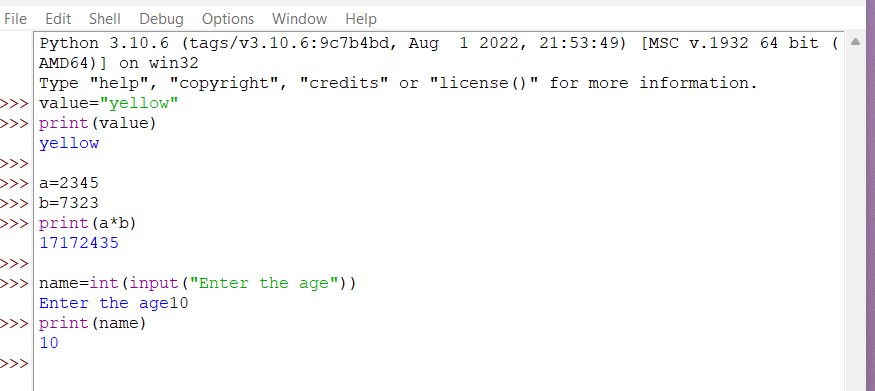 File Edit Shell Debug Options Window Help
Python 3.10.6 (tags/v3.10.6:9c7b4bd, Aug  1 2022, 21:53:49) [MSC v.1932 64 bit (
AMD64)] on win32
Type "help", "copyright", "credits" or "license()" for more information.
>>> value="yellow"
>>> print(value)
yellow
>>>
>>> a=2345
>>> b=7323
>>> print(a*b)
17172435
>>>
>>> name=int(input("Enter the age"))
Enter the age10
>>> print(name)
10
>>>